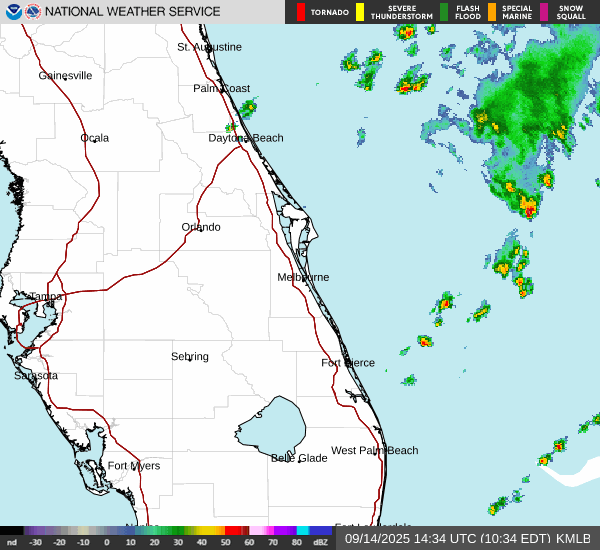 NATIONAL WEATHER SERVICE
TORNADO
SEVERE
THUNDERSTORM
FLASH
FLOOD
SPECIAL
MARINE
SNOW
SQUALL
St. Augustine
Gainesville
Palm Coast
Ocala
Daytona Beach
Orlando
Melbourne
Tampa
Sebring
Fort Pierce
Sarasota
West Palm Beach
Belle Glade
Fort Myers
nd -30 -20 -10 0 10 20 30 40 50 60 70 80 dBZ
09/14/2025 14:34 UTC (10:34 EDT) KMLB